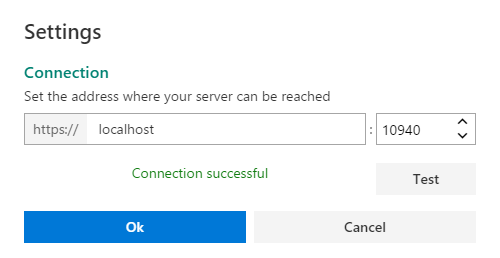 Settings
Connection
Set the address where your server can be reached
https:// localhost : 10940
Connection successful
Test
Ok
Cancel